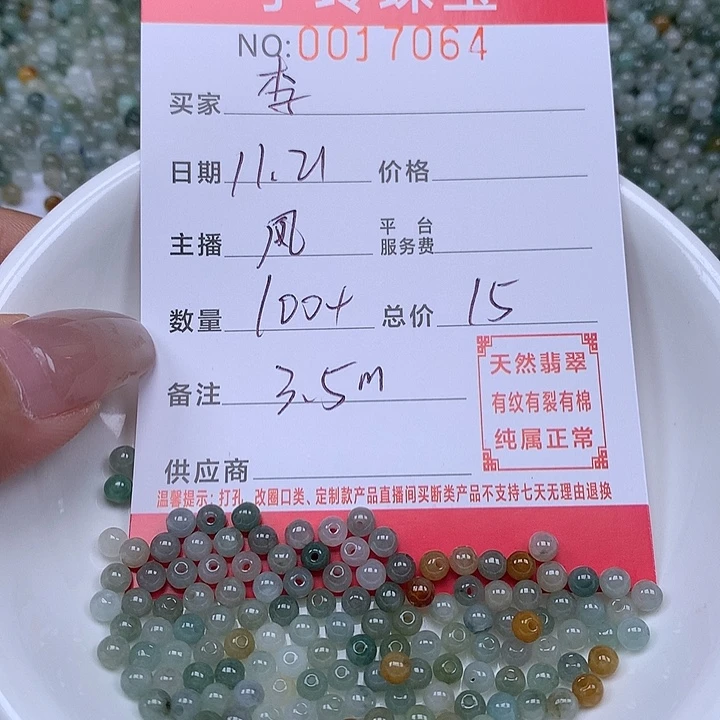 NO:0017064
买家 李
日期 11.21 价格
主播 风 平台服务费
数量 100+ 总价 15
备注 3.5m
天然翡翠
有纹有裂有棉
纯属正常
供应商
温馨提示：打孔、改圈口类、定制款产品直播间买断类产品不支持七天无理由退换